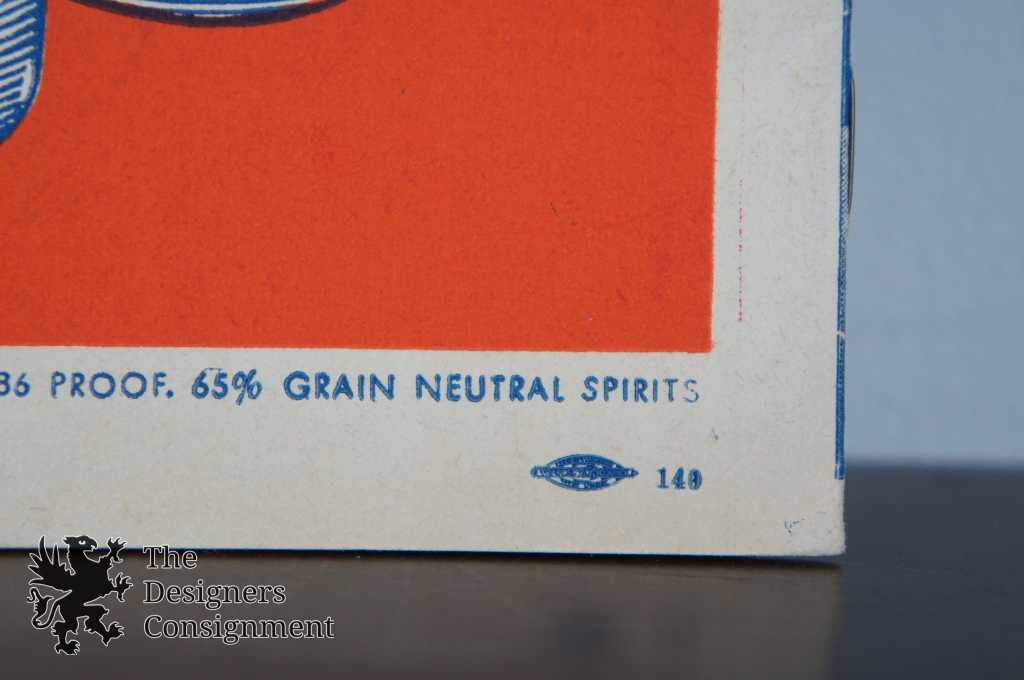 86 PROOF. 65% GRAIN NEUTRAL SPIRITS
140
The
Designers
Consignment